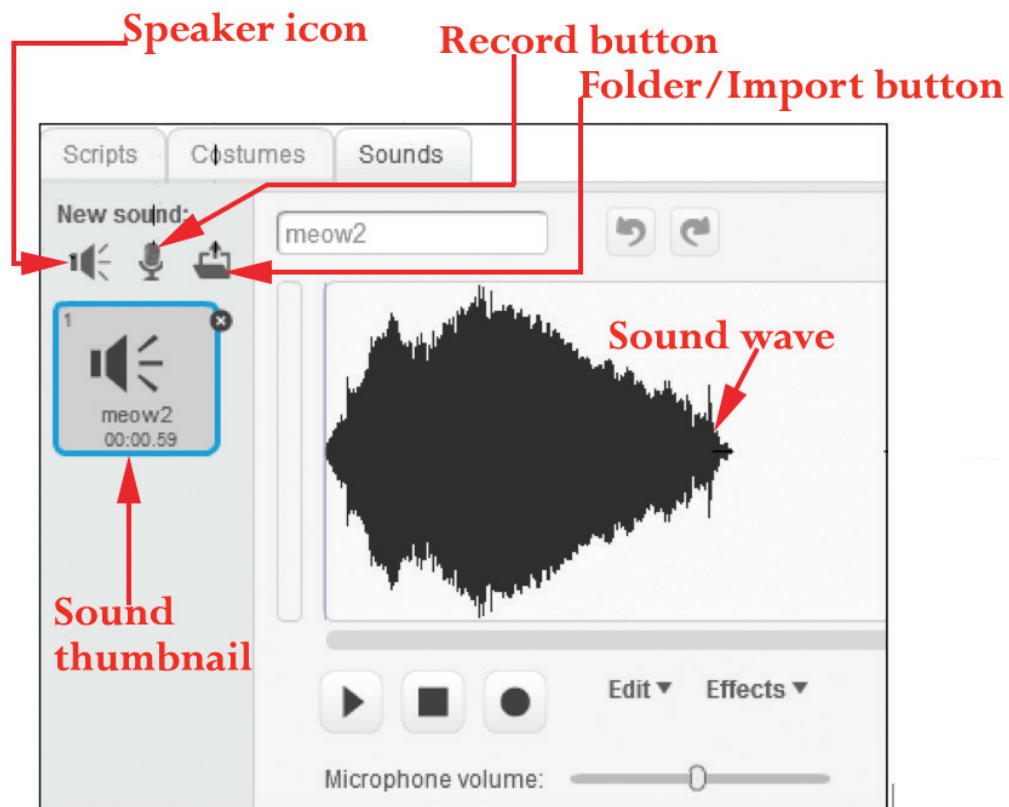 Speaker icon
Record button
Folder/Import button
Scripts
Costumes
Sounds
New sound:
meow2
1
meow2
00:00.59
Sound wave
Sound
thumbnail
Edit
Effects
Microphone volume: